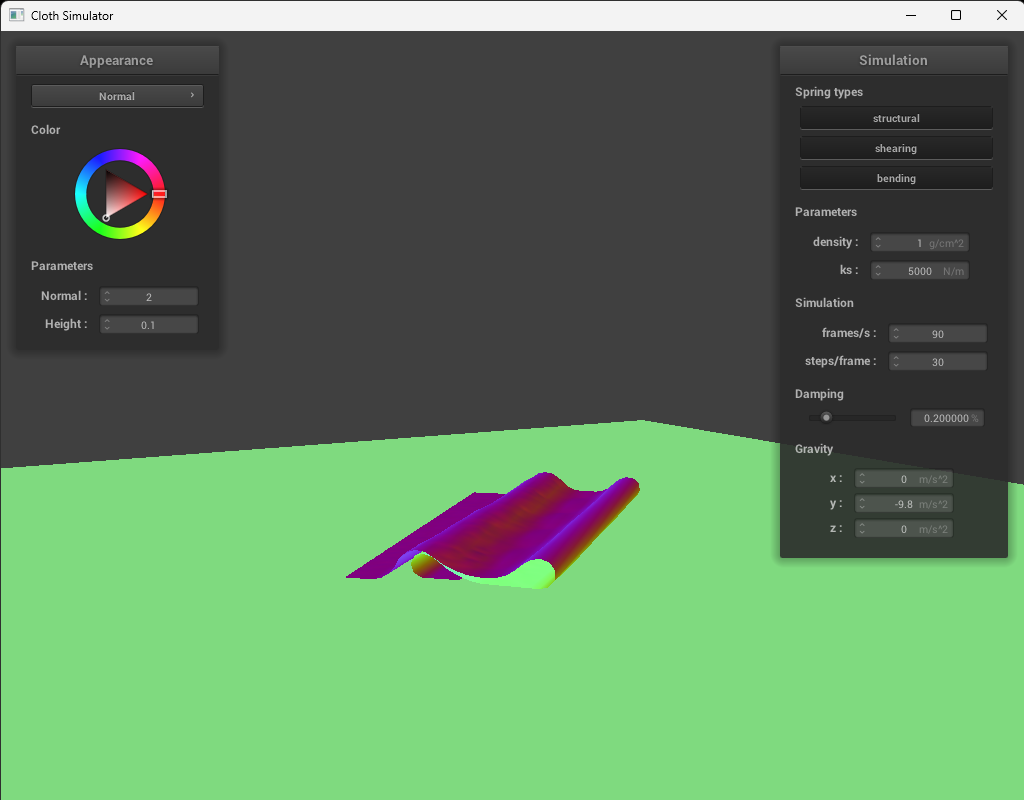 Cloth Simulator
Appearance
Normal
Color
Parameters
Normal : 2
Height : 0.1
Simulation
Spring types
structural
shearing
bending
Parameters
density : 1 g/cm^2
ks : 5000 N/m
Simulation
frames/s : 90
steps/frame : 30
Damping
0.200000 %
Gravity
x : 0 m/s^2
y : -9.8 m/s^2
z : 0 m/s^2